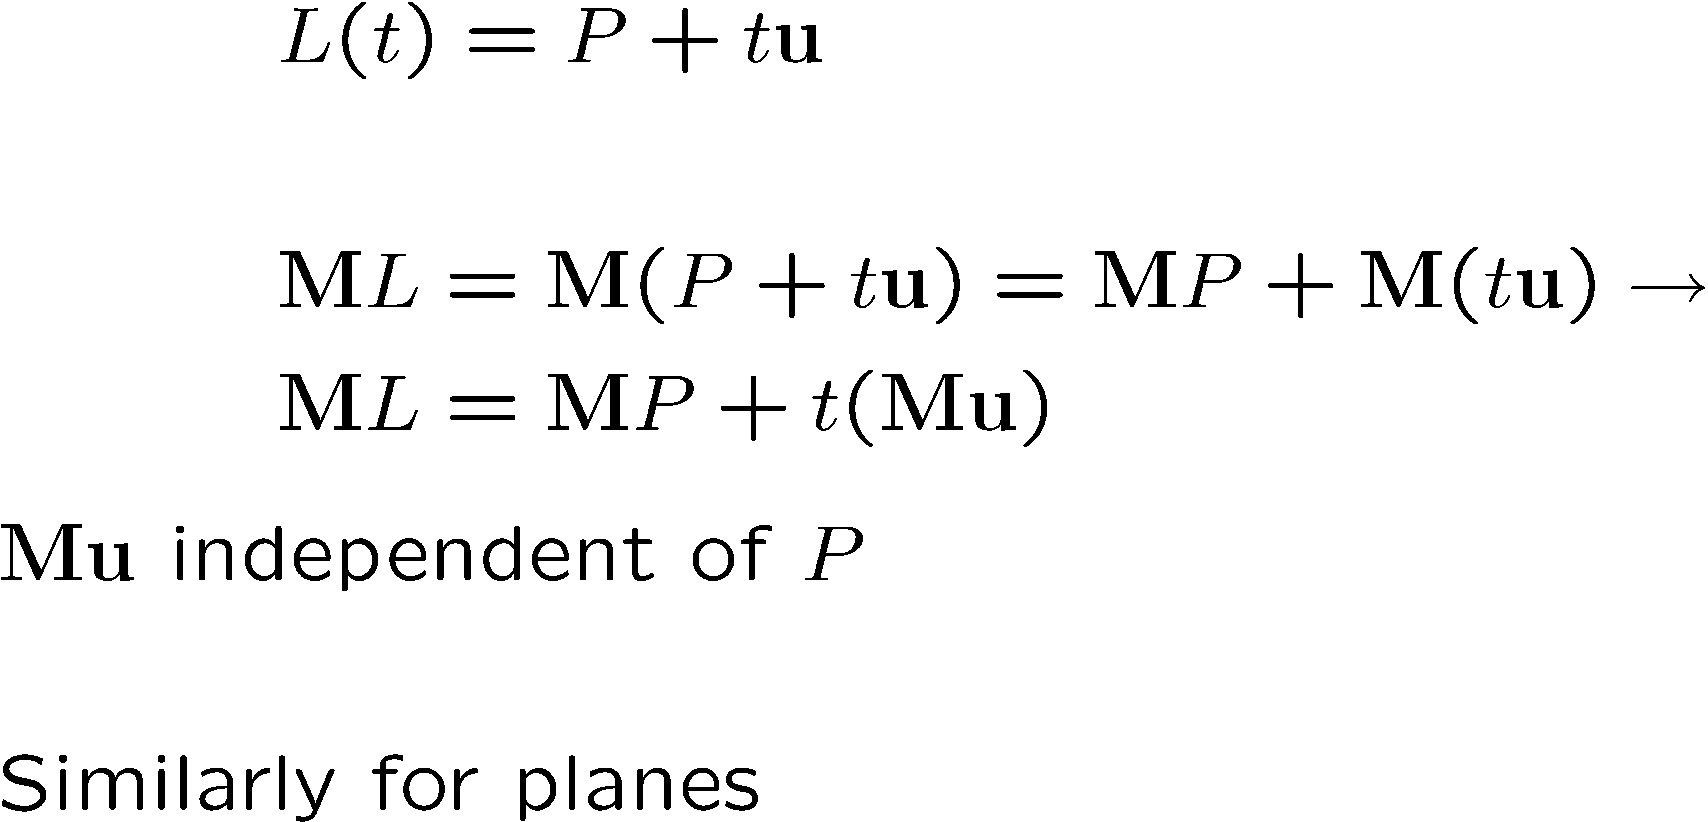 L(t) = P + tu
ML = M(P + tu) = MP + M(tu) →
ML = MP + t(Mu)
Mu independent of P
Similarly for planes